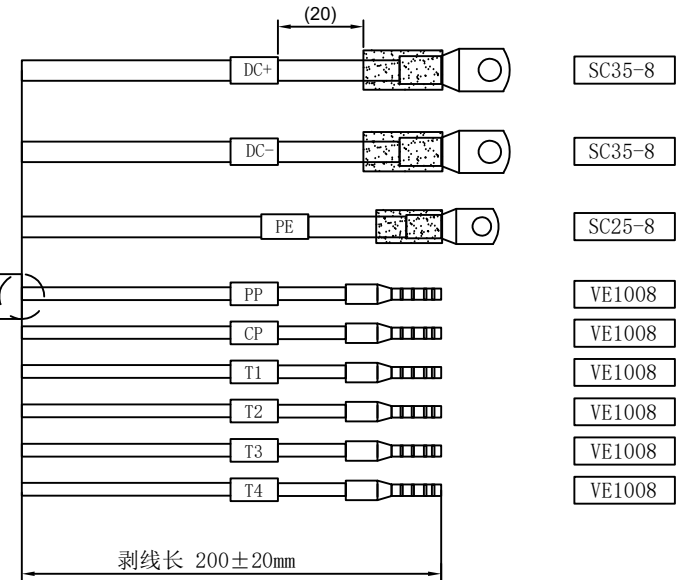 (20)
DC+ SC35-8
DC- SC35-8
PE SC25-8
PP VE1008
CP VE1008
T1 VE1008
T2 VE1008
T3 VE1008
T4 VE1008
剥线长 200±20mm